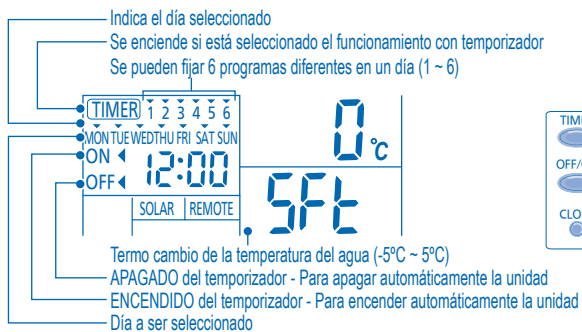 Indica el día seleccionado
Se enciende si está seleccionado el funcionamiento con temporizador
Se pueden fijar 6 programas diferentes en un día (1 ~ 6)
TIMER 1 2 3 4 5 6
MON TUE WED THU FRI SAT SUN
ON
OFF
12:00
SOLAR REMOTE
0 °C
SFt
Termo cambio de la temperatura del agua (-5ºC ~ 5ºC)
APAGADO del temporizador - Para apagar automáticamente la unidad
ENCENDIDO del temporizador - Para encender automáticamente la unidad
Día a ser seleccionado
TIM
OFF/
CLO